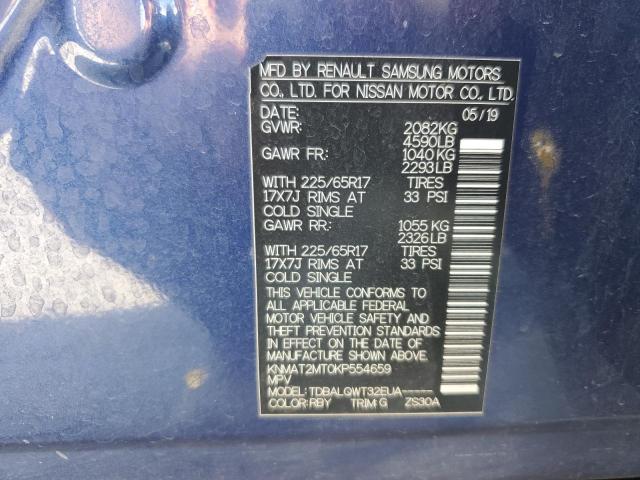 MFD BY RENAULT SAMSUNG MOTORS
CO., LTD. FOR NISSAN MOTOR CO., LTD.
DATE: 05/19
GVWR: 2082KG
4590LB
GAWR FR: 1040 KG
2293 LB
WITH 225/65R17 TIRES
17X7J RIMS AT 33 PSI
COLD SINGLE
GAWR RR: 1055 KG
2326 LB
WITH 225/65R17 TIRES
17X7J RIMS AT 33 PSI
COLD SINGLE
THIS VEHICLE CONFORMS TO
ALL APPLICABLE FEDERAL
MOTOR VEHICLE SAFETY AND
THEFT PREVENTION STANDARDS
IN EFFECT ON THE DATE OF
MANUFACTURE SHOWN ABOVE.
KNMAT2MT0KP554659
MPV
MODEL: TDBALQWT32EUA-----
COLOR:RBY TRIM:G ZS30A